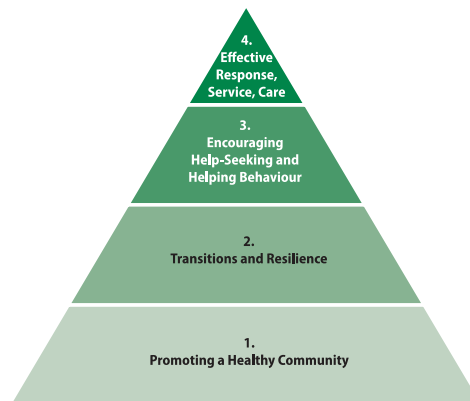 4.
Effective
Response,
Service, Care
3.
Encouraging
Help-Seeking and
Helping Behaviour
2.
Transitions and Resilience
1.
Promoting a Healthy Community